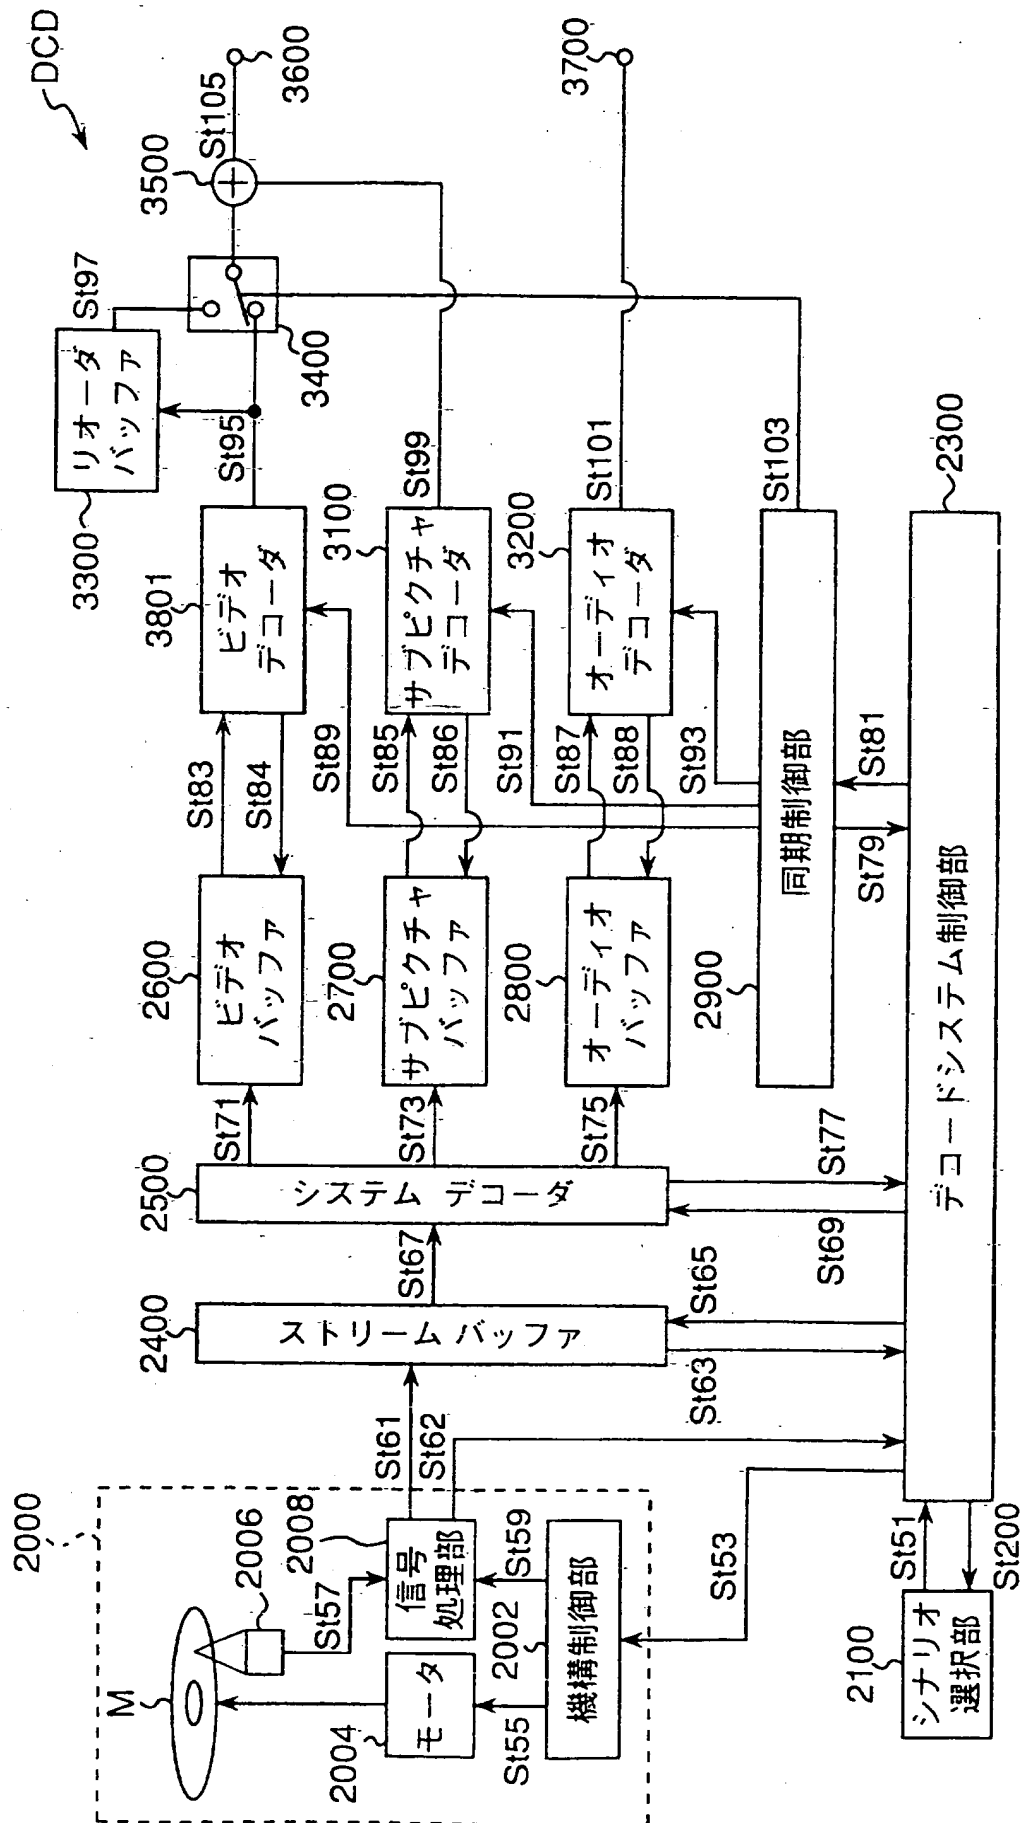 DCD
2000
M
2006
St57
2008
信号
処理部
2004
モータ
St55
St59
2002
機構制御部
St61
St62
St53
2100
シナリオ
選択部
St51
St200
2400
ストリーム バッファ
St63
St65
St67
2500
システム デコーダ
St69
St77
St71
St73
St75
2600
ビデオ
バッファ
2700
サブピクチャ
バッファ
2800
オーディオ
バッファ
2900
同期制御部
St79
St81
2300
デコードシステム制御部
St83
St84
St89
St85
St86
St91
St87
St88
St93
3801
ビデオ
デコーダ
3100
サブピクチャ
デコーダ
3200
オーディオ
デコーダ
St95
St99
St101
St103
3300
リオーダ
バッファ
St97
3400
3500
St105
3600
3700